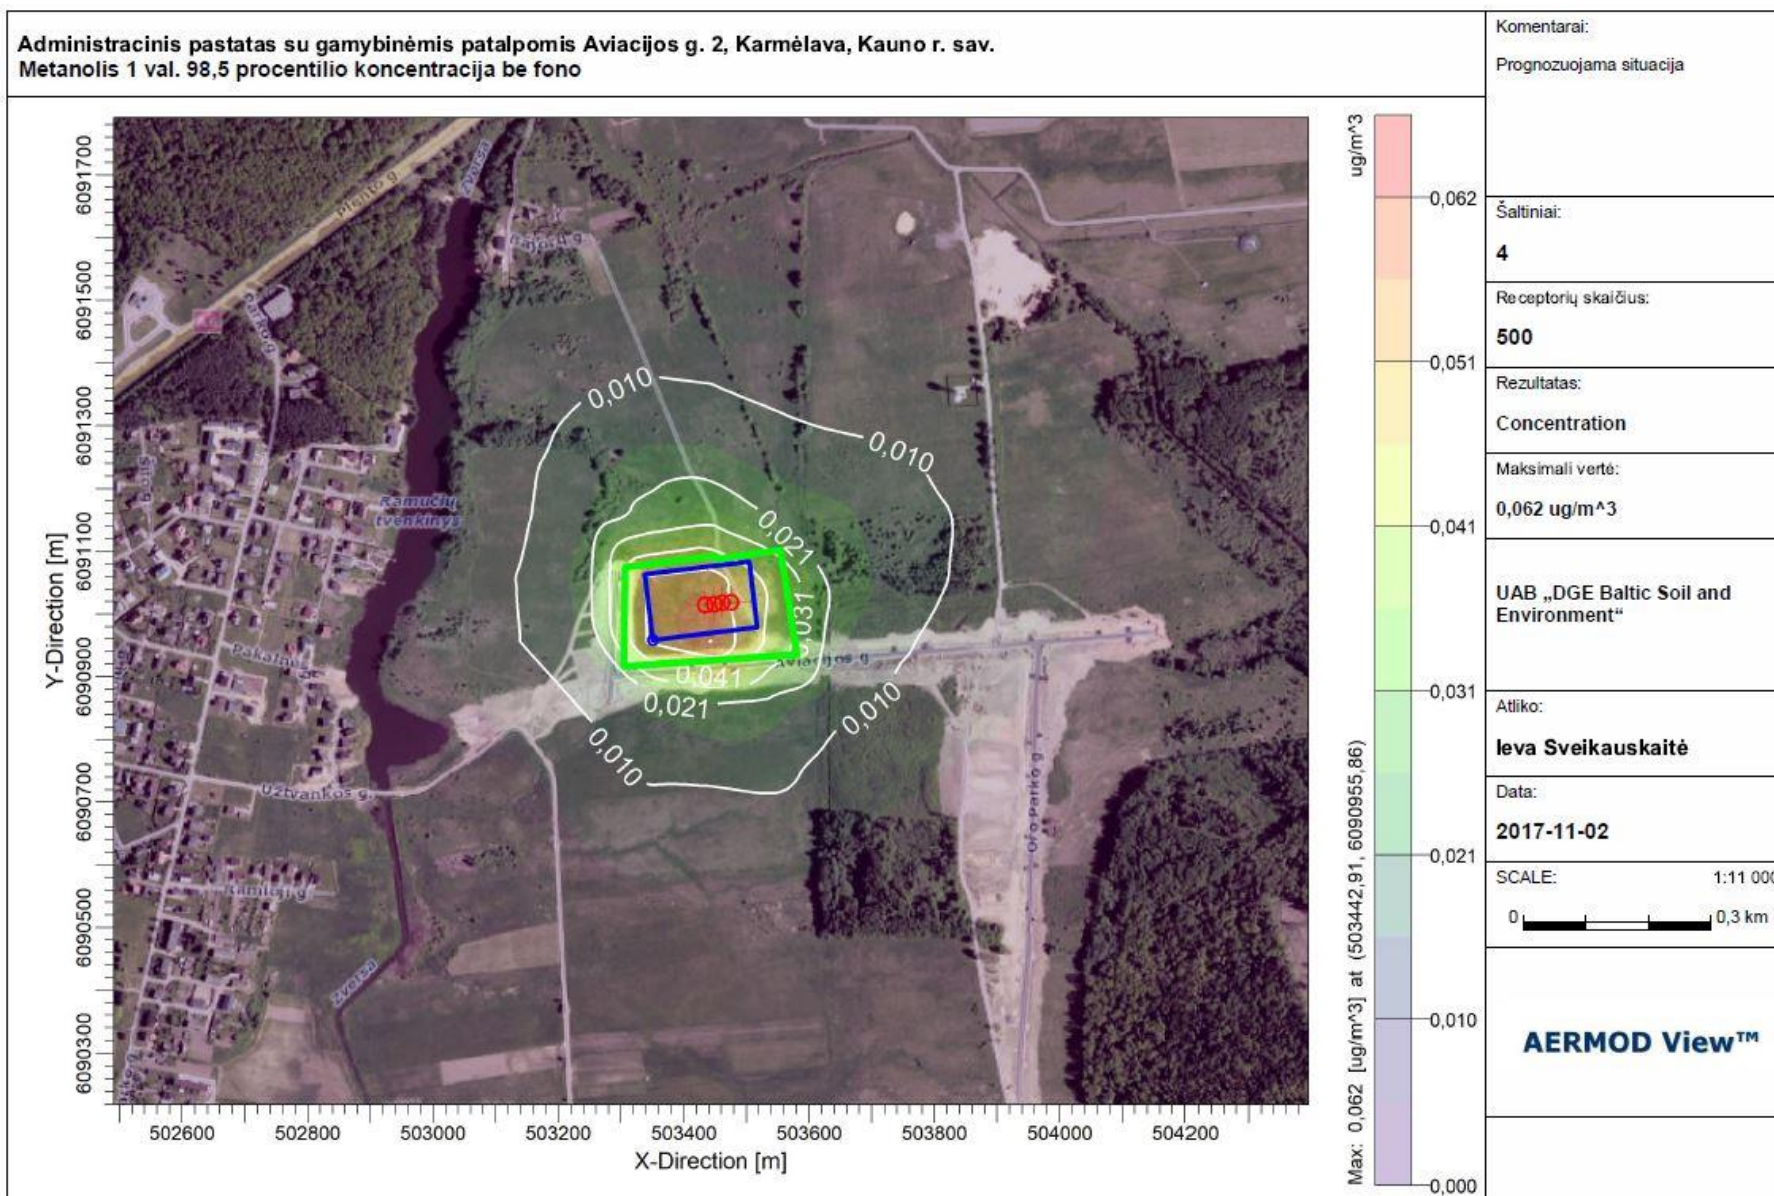 Administracinis pastatas su gamybinėmis patalpomis Aviacijos g. 2, Karmėlava, Kauno r. sav.
Metanolis 1 val. 98,5 procentilio koncentracija be fono
Komentarai:
Prognozuojama situacija
Šaltiniai:
4
Receptorių skaičius:
500
Rezultatas:
Concentration
Maksimali vertė:
0,062 ug/m^3
UAB „DGE Baltic Soil and
Environment“
Atliko:
Ieva Sveikauskaitė
Data:
2017-11-02
SCALE:
1:11 000
0
0,3 km
AERMOD View™
Y-Direction [m]
6091700
6091500
6091300
6091100
6090900
6090700
6090500
6090300
502600
502800
503000
503200
503400
503600
503800
504000
504200
X-Direction [m]
Plento g.
Parko g.
Ramučių
tvenkinys
Užtvankos g.
Aviacijos g.
Oro Parko g.
0,010
0,010
0,021
0,031
0,041
0,021
0,010
0,010
ug/m^3
0,062
0,051
0,041
0,031
0,021
0,010
0,000
Max: 0,062 [ug/m^3] at (503442,91, 6090955,86)